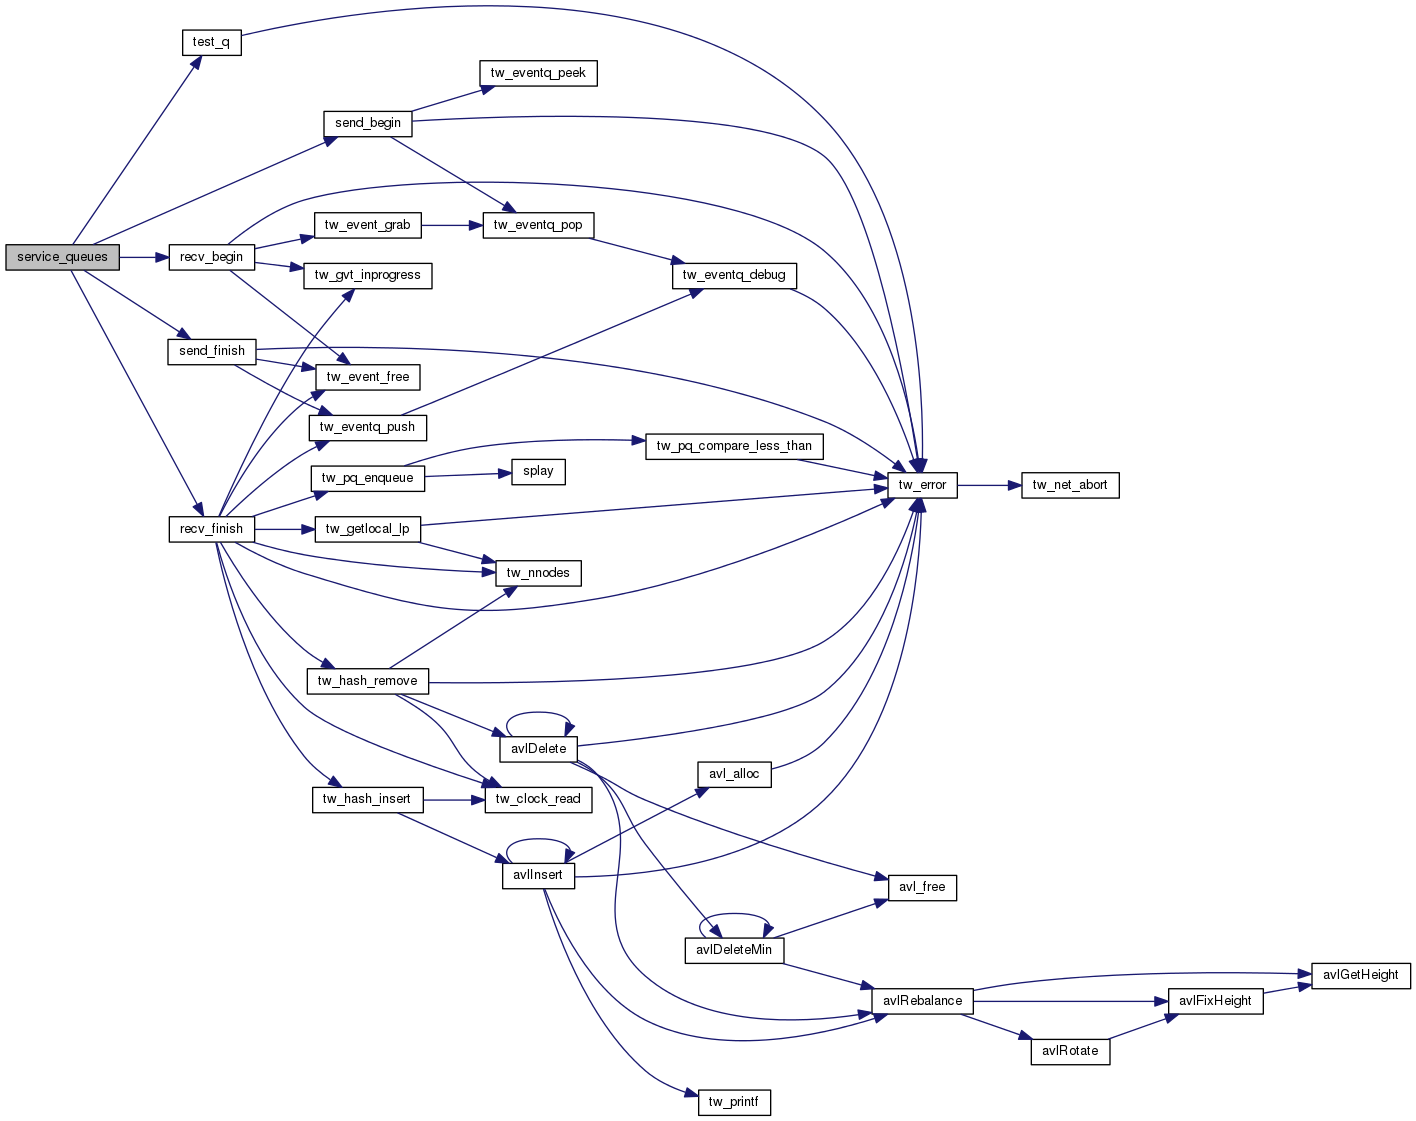 test_q
tw_eventq_peek
send_begin
tw_event_grab
tw_eventq_pop
service_queues
recv_begin
tw_gvt_inprogress
tw_eventq_debug
send_finish
tw_event_free
tw_eventq_push
tw_pq_compare_less_than
tw_pq_enqueue
splay
tw_error
tw_net_abort
recv_finish
tw_getlocal_lp
tw_nnodes
tw_hash_remove
avlDelete
avl_alloc
tw_hash_insert
tw_clock_read
avlInsert
avl_free
avlDeleteMin
avlGetHeight
avlRebalance
avlFixHeight
avlRotate
tw_printf